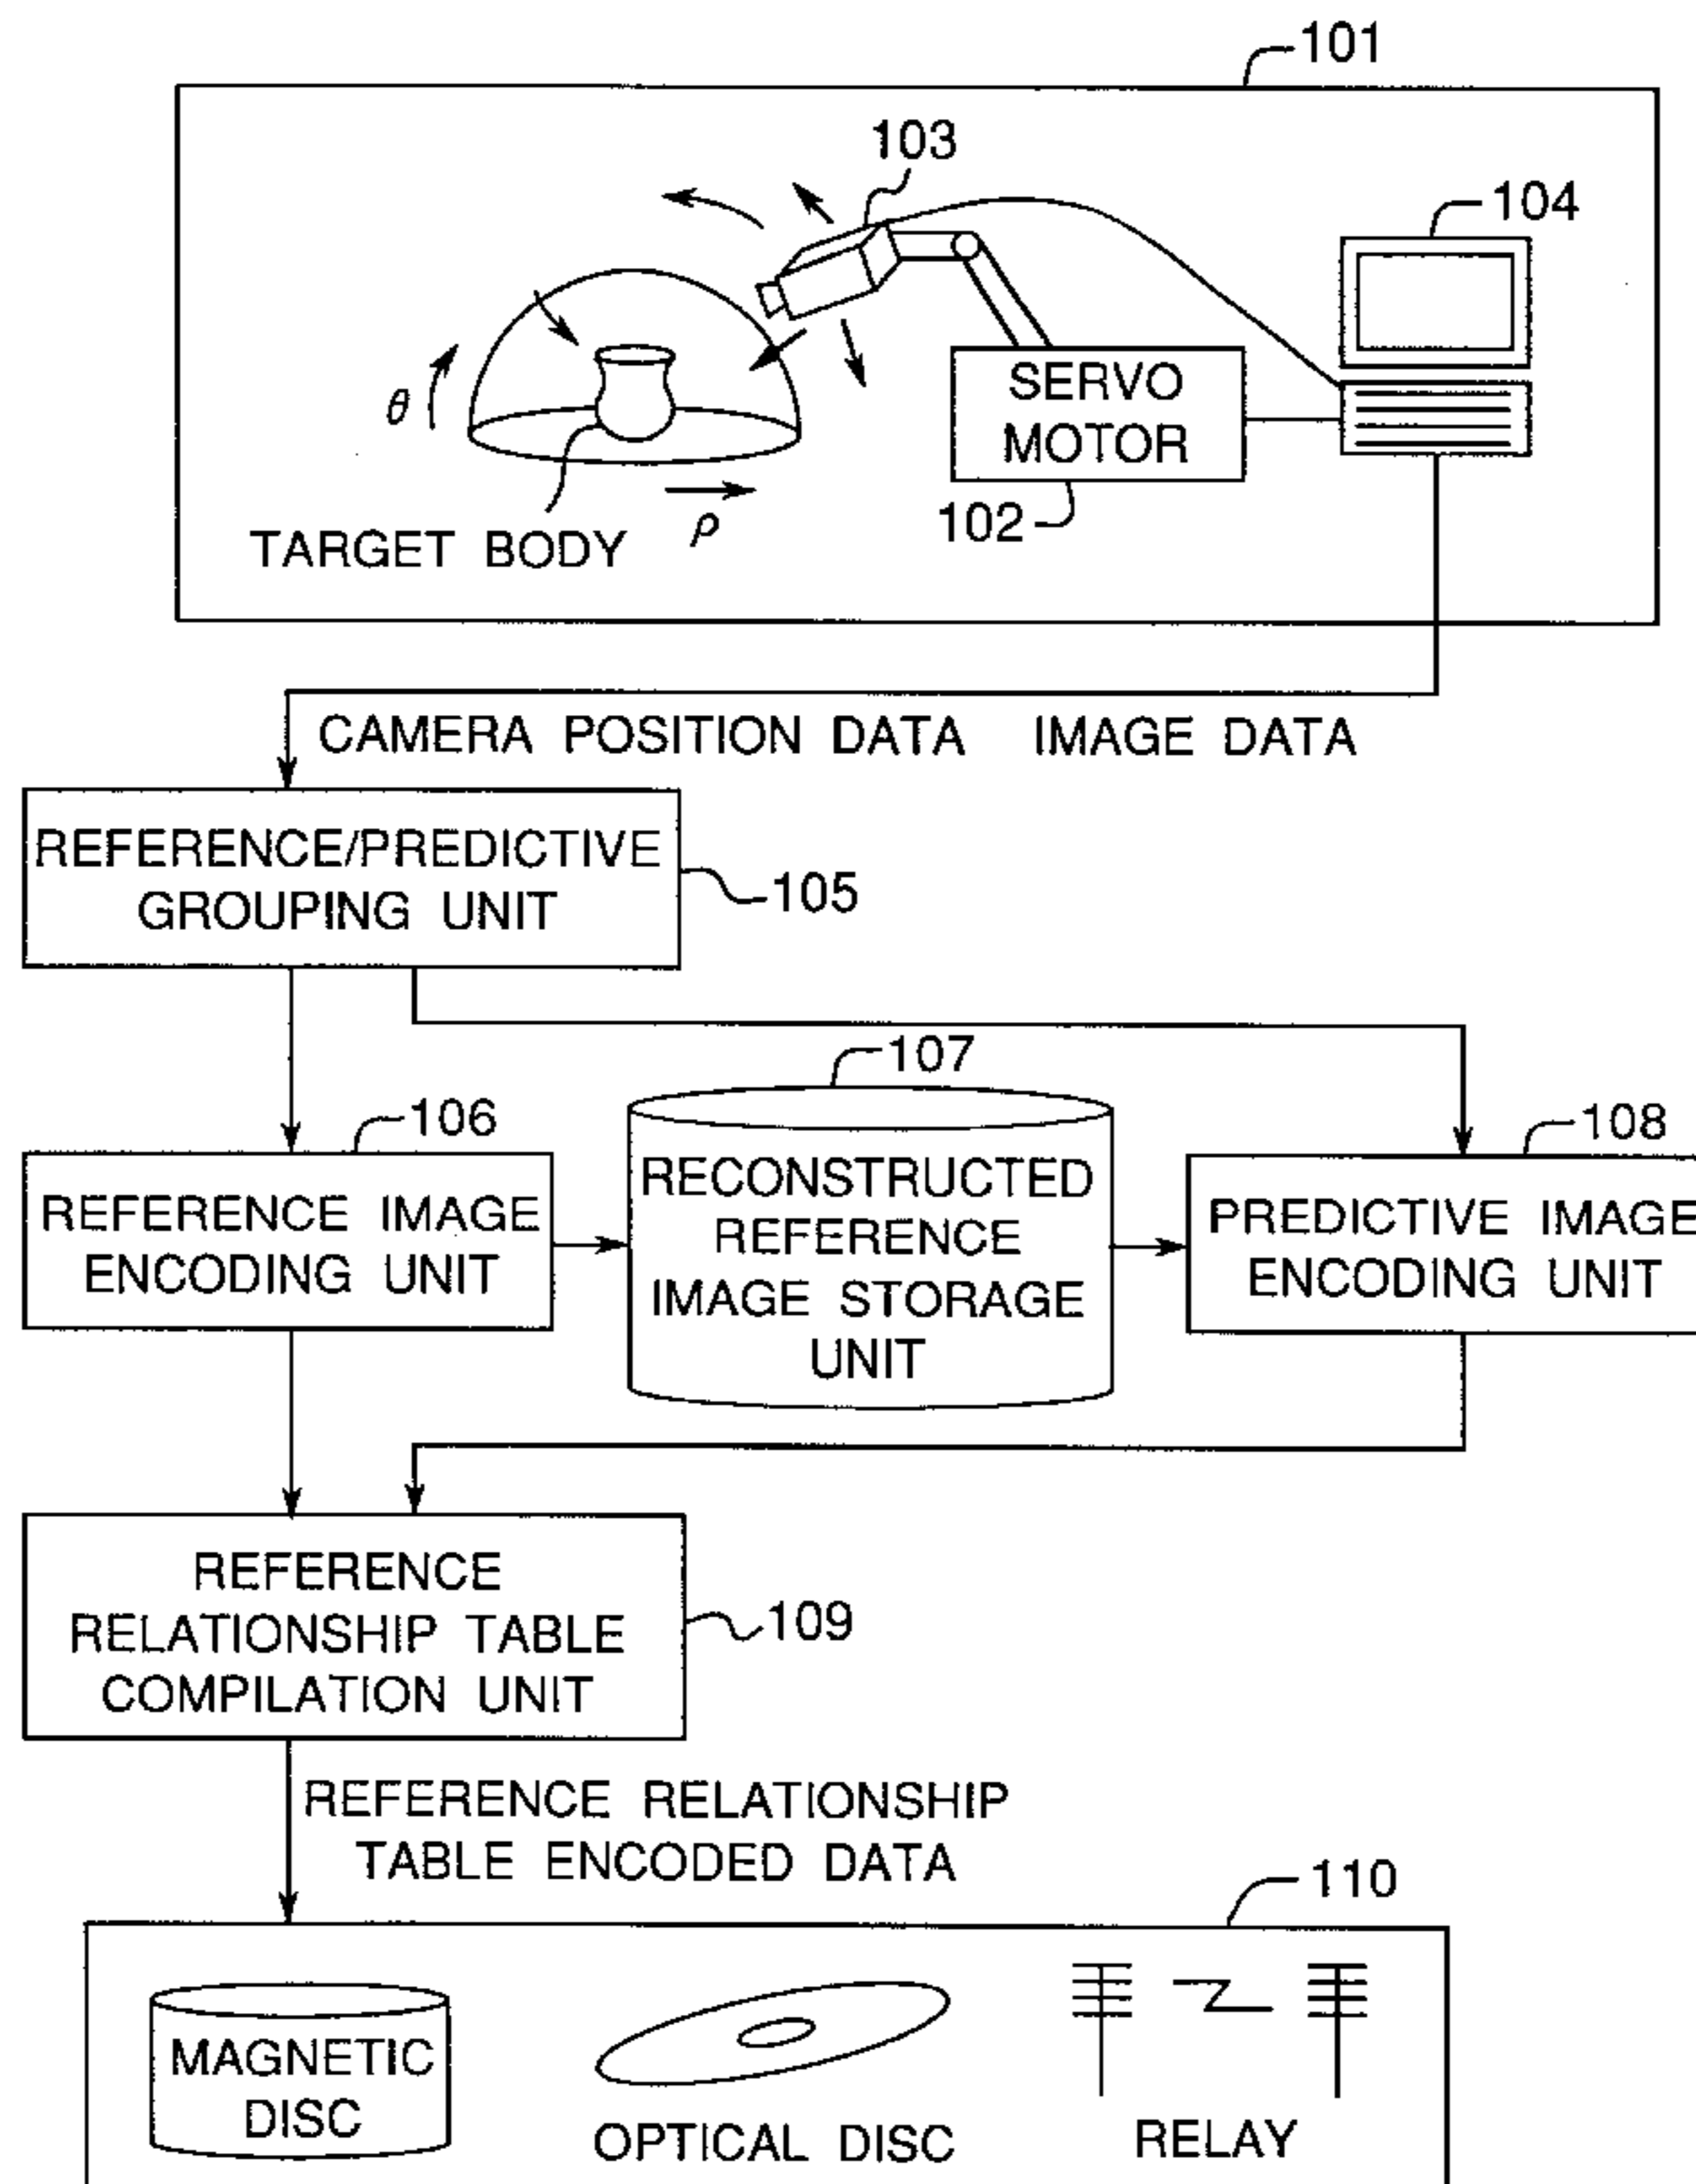 101
103
104
θ
SERVO
MOTOR
102
TARGET BODY
ρ
CAMERA POSITION DATA IMAGE DATA
REFERENCE/PREDICTIVE
GROUPING UNIT
105
107
106
108
REFERENCE IMAGE
ENCODING UNIT
RECONSTRUCTED
REFERENCE
IMAGE STORAGE
UNIT
PREDICTIVE IMAGE
ENCODING UNIT
REFERENCE
RELATIONSHIP TABLE
COMPILATION UNIT
109
REFERENCE RELATIONSHIP
TABLE ENCODED DATA
110
MAGNETIC
DISC
OPTICAL DISC
RELAY